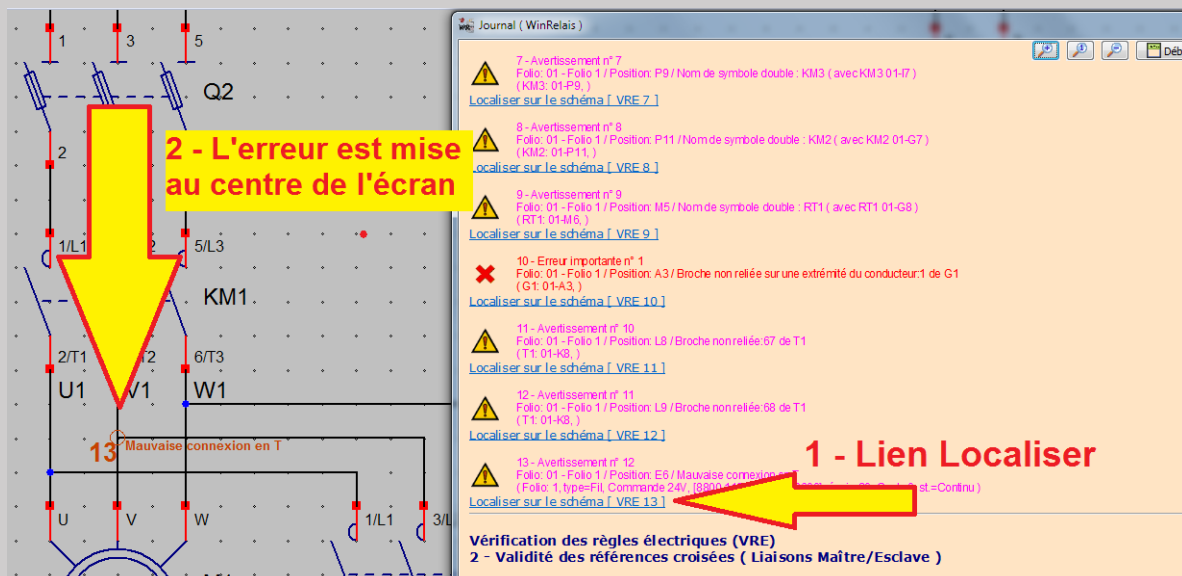 1
3
5
Q2
2
2 - L'erreur est mise
au centre de l'écran
1/L1
2
5/L3
KM1
2/T1
T2
6/T3
U1
V1
W1
13
Mauvaise connexion en T
U
V
W
1/L1
3/L
Journal ( WinRelais )
Déb
7 - Avertissement n° 7
Folio: 01 - Folio 1 / Position: P9 / Nom de symbole double : KM3 ( avec KM3 01-I7 )
( KM3: 01-P9, )
Localiser sur le schéma [ VRE 7 ]
8 - Avertissement n° 8
Folio: 01 - Folio 1 / Position: P11 / Nom de symbole double : KM2 ( avec KM2 01-G7 )
( KM2: 01-P11, )
Localiser sur le schéma [ VRE 8 ]
9 - Avertissement n° 9
Folio: 01 - Folio 1 / Position: M5 / Nom de symbole double : RT1 ( avec RT1 01-G8 )
( RT1: 01-M6, )
Localiser sur le schéma [ VRE 9 ]
10 - Erreur importante n° 1
Folio: 01 - Folio 1 / Position: A3 / Broche non reliée sur une extrémité du conducteur:1 de G1
( G1: 01-A3, )
Localiser sur le schéma [ VRE 10 ]
11 - Avertissement n° 10
Folio: 01 - Folio 1 / Position: L8 / Broche non reliée:67 de T1
( T1: 01-K8, )
Localiser sur le schéma [ VRE 11 ]
12 - Avertissement n° 11
Folio: 01 - Folio 1 / Position: L9 / Broche non reliée:68 de T1
( T1: 01-K8, )
Localiser sur le schéma [ VRE 12 ]
1 - Lien Localiser
13 - Avertissement n° 12
Folio: 01 - Folio 1 / Position: E6 / Mauvaise connexion en T
( Folio: 1, type=Fil, Commande 24V, st.=Continu )
Localiser sur le schéma [ VRE 13 ]
Vérification des règles électriques (VRE)
2 - Validité des références croisées ( Liaisons Maître/Esclave )